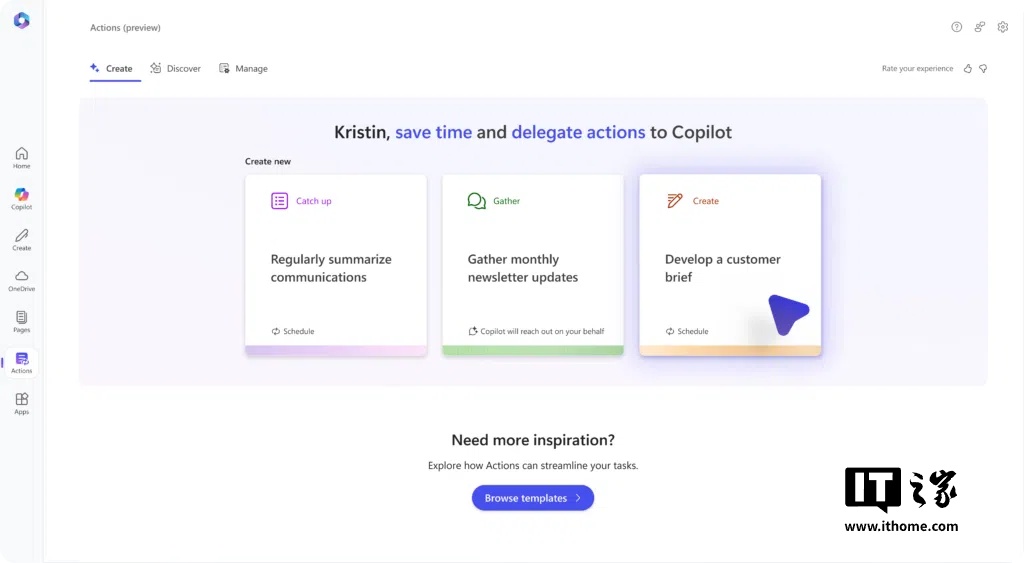 Actions (preview)
Create
Discover
Manage
Rate your experience
Kristin, save time and delegate actions to Copilot
Create new
Catch up
Regularly summarize
communications
Schedule
Gather
Gather monthly
newsletter updates
Copilot will reach out on your behalf
Create
Develop a customer
brief
Schedule
Home
Copilot
Create
OneDrive
Pages
Actions
Apps
Need more inspiration?
Explore how Actions can streamline your tasks.
Browse templates
IT之家
www.ithome.com